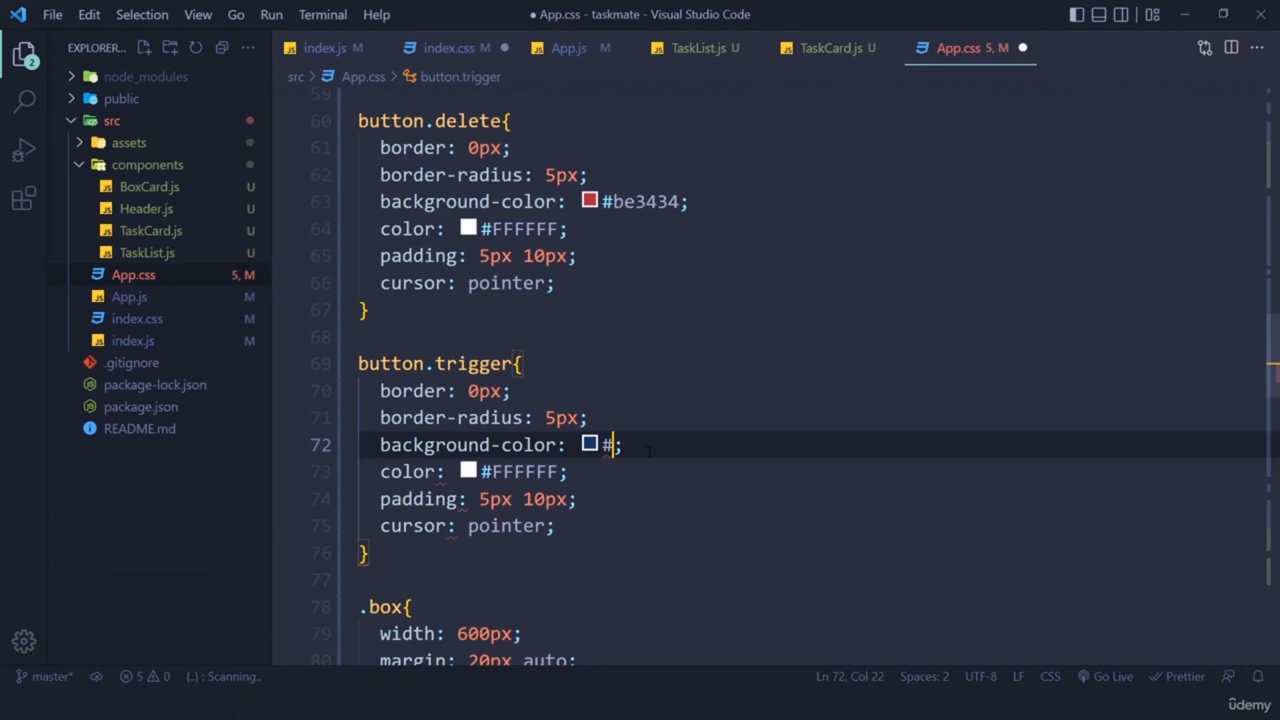 File Edit Selection View Go Run Terminal Help
● App.css - taskmate - Visual Studio Code
EXPLORER...
index.js M
index.css M
App.js M
TaskList.js U
TaskCard.js U
App.css 5, M
src > App.css > button.trigger
node_modules
public
src
assets
components
BoxCard.js U
Header.js U
TaskCard.js U
TaskList.js U
App.css 5, M
App.js M
index.css M
index.js M
.gitignore
package-lock.json
package.json
README.md
2
59
60 button.delete{
61 border: 0px;
62 border-radius: 5px;
63 background-color: #be3434;
64 color: #FFFFFF;
65 padding: 5px 10px;
66 cursor: pointer;
67 }
68
69 button.trigger{
70 border: 0px;
71 border-radius: 5px;
72 background-color: #;
73 color: #FFFFFF;
74 padding: 5px 10px;
75 cursor: pointer;
76 }
77
78 .box{
79 width: 600px;
80 margin: 20px auto;
master* 5 0 {..} : Scanning.. Ln 72, Col 22 Spaces: 2 UTF-8 LF CSS Go Live Prettier
ûdemy